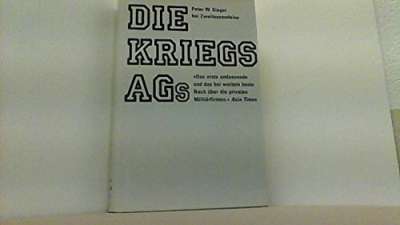 DIE
KRIEGS
AGs
Peter W. Singer
bei Zweitausendeins
»Das erste umfassende
und das bei weitem beste
Buch über die privaten
Militärfirmen.« Asia Times